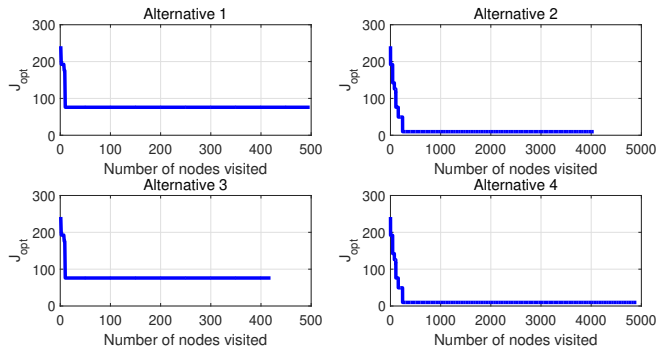 Alternative 1
300
200
100
0
J_opt
0 100 200 300 400 500
Number of nodes visited
Alternative 2
300
200
100
0
J_opt
0 1000 2000 3000 4000 5000
Number of nodes visited
Alternative 3
300
200
100
0
J_opt
0 100 200 300 400 500
Number of nodes visited
Alternative 4
300
200
100
0
J_opt
0 1000 2000 3000 4000 5000
Number of nodes visited